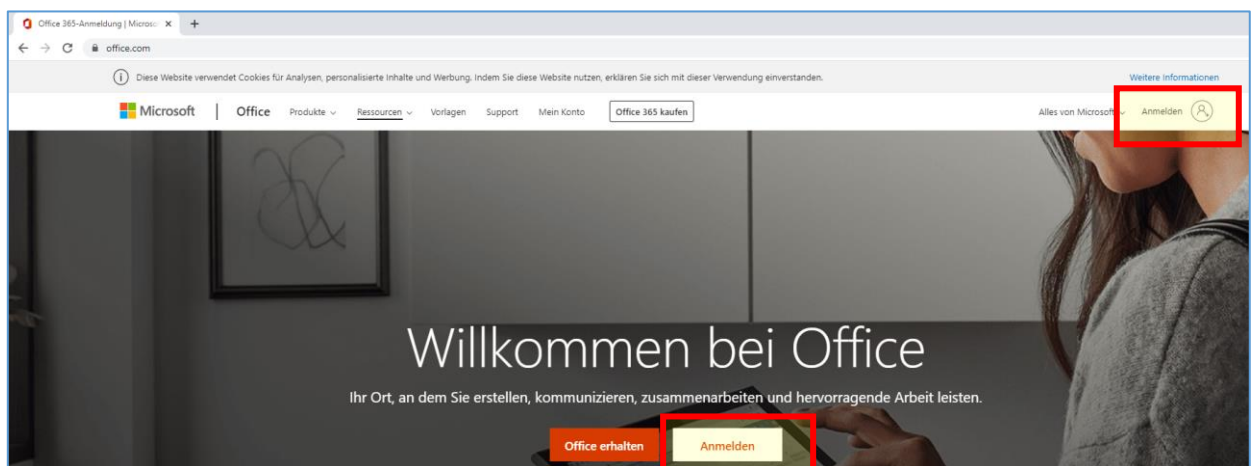 Office 365-Anmeldung | Microso
office.com
Diese Website verwendet Cookies für Analysen, personalisierte Inhalte und Werbung. Indem Sie diese Website nutzen, erklären Sie sich mit dieser Verwendung einverstanden. Weitere Informationen
Microsoft | Office Produkte Ressourcen Vorlagen Support Mein Konto Office 365 kaufen Alles von Microsoft Anmelden
Willkommen bei Office
Ihr Ort, an dem Sie erstellen, kommunizieren, zusammenarbeiten und hervorragende Arbeit leisten.
Office erhalten Anmelden